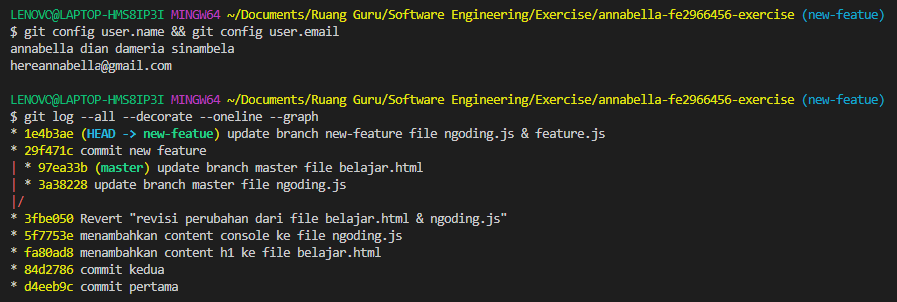 LENOVO@LAPTOP-HMS8IP3I MINGW64 ~/Documents/Ruang Guru/Software Engineering/Exercise/annabella-fe2966456-exercise (new-featue)
$ git config user.name && git config user.email
annabella dian dameria sinambela
hereannabella@gmail.com
LENOVO@LAPTOP-HMS8IP3I MINGW64 ~/Documents/Ruang Guru/Software Engineering/Exercise/annabella-fe2966456-exercise (new-featue)
$ git log --all --decorate --oneline --graph
* 1e4b3ae (HEAD -> new-featue) update branch new-feature file ngoding.js & feature.js
* 29f471c commit new feature
| * 97ea33b (master) update branch master file belajar.html
| * 3a38228 update branch master file ngoding.js
|/
* 3fbe050 Revert "revisi perubahan dari file belajar.html & ngoding.js"
* 5f7753e menambahkan content console ke file ngoding.js
* fa80ad8 menambahkan content h1 ke file belajar.html
* 84d2786 commit kedua
* d4eeb9c commit pertama